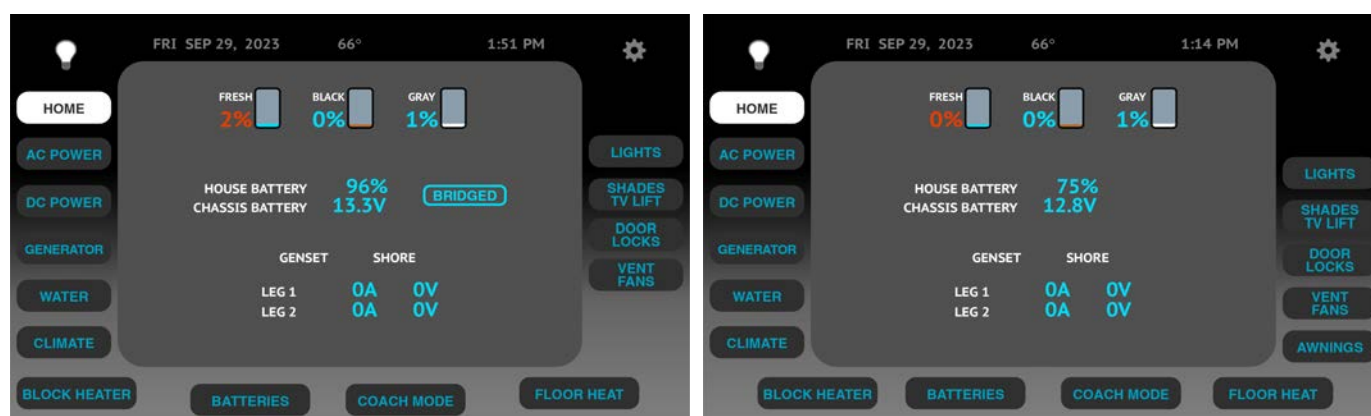 FRI SEP 29, 2023 66° 1:51 PM
HOME
FRESH BLACK GRAY
2% 0% 1%
AC POWER
LIGHTS
DC POWER
HOUSE BATTERY 96%
CHASSIS BATTERY 13.3V
BRIDGED
SHADES
TV LIFT
DOOR
LOCKS
GENERATOR
GENSET SHORE
VENT
FANS
WATER
LEG 1 0A 0V
LEG 2 0A 0V
CLIMATE
BLOCK HEATER BATTERIES COACH MODE FLOOR HEAT
FRI SEP 29, 2023 66° 1:14 PM
HOME
FRESH BLACK GRAY
0% 0% 1%
AC POWER
LIGHTS
DC POWER
HOUSE BATTERY 75%
CHASSIS BATTERY 12.8V
SHADES
TV LIFT
GENERATOR
GENSET SHORE
DOOR
LOCKS
WATER
LEG 1 0A 0V
LEG 2 0A 0V
VENT
FANS
CLIMATE
AWNINGS
BLOCK HEATER BATTERIES COACH MODE FLOOR HEAT